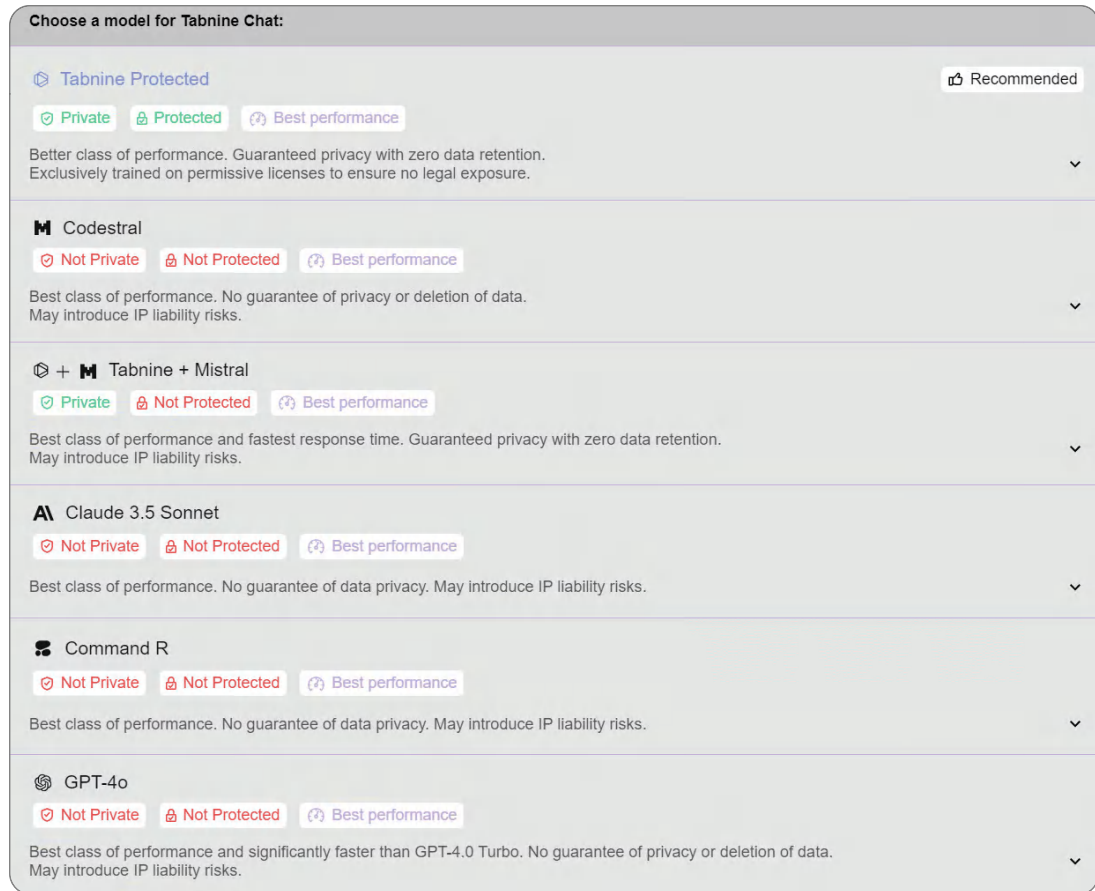 Choose a model for Tabnine Chat:
Tabnine Protected
Recommended
Private Protected Best performance
Better class of performance. Guaranteed privacy with zero data retention.
Exclusively trained on permissive licenses to ensure no legal exposure.
Codestral
Not Private Not Protected Best performance
Best class of performance. No guarantee of privacy or deletion of data.
May introduce IP liability risks.
+ Tabnine + Mistral
Private Not Protected Best performance
Best class of performance and fastest response time. Guaranteed privacy with zero data retention.
May introduce IP liability risks.
Claude 3.5 Sonnet
Not Private Not Protected Best performance
Best class of performance. No guarantee of data privacy. May introduce IP liability risks.
Command R
Not Private Not Protected Best performance
Best class of performance. No guarantee of data privacy. May introduce IP liability risks.
GPT-4o
Not Private Not Protected Best performance
Best class of performance and significantly faster than GPT-4.0 Turbo. No guarantee of privacy or deletion of data.
May introduce IP liability risks.